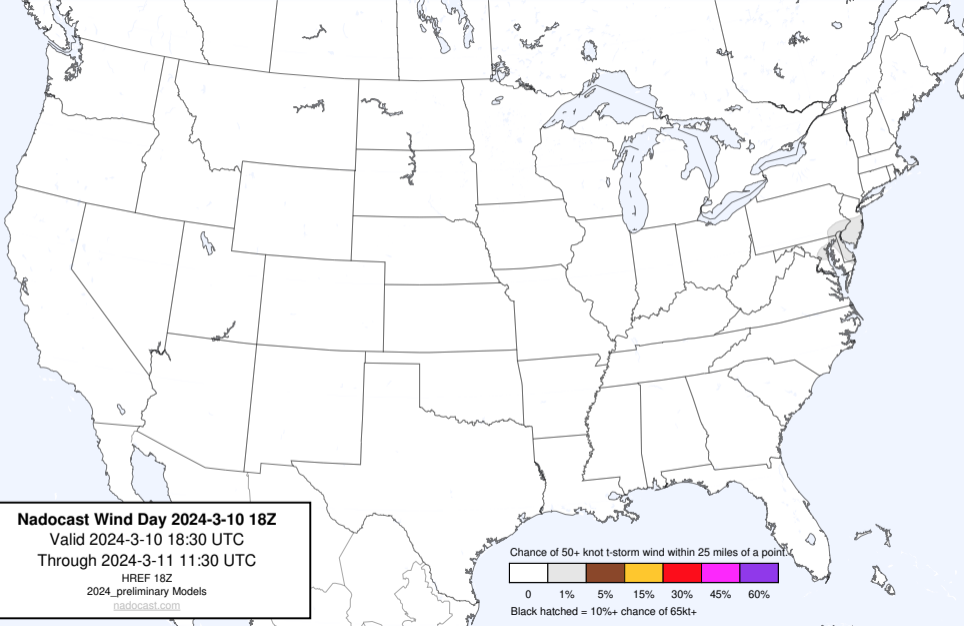 Nadocast Wind Day 2024-3-10 18Z
Valid 2024-3-10 18:30 UTC
Through 2024-3-11 11:30 UTC
HREF 18Z
2024_preliminary Models
nadocast.com
Chance of 50+ knot t-storm wind within 25 miles of a point.
0 1% 5% 15% 30% 45% 60%
Black hatched = 10%+ chance of 65kt+